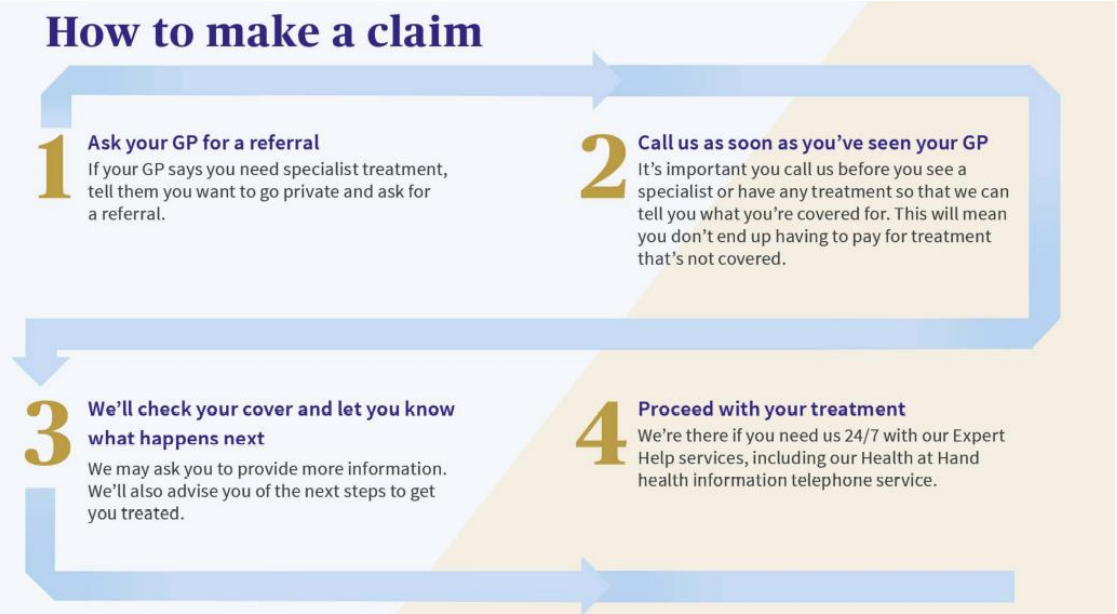 How to make a claim
1
Ask your GP for a referral
If your GP says you need specialist treatment,
tell them you want to go private and ask for
a referral.
2
Call us as soon as you’ve seen your GP
It’s important you call us before you see a
specialist or have any treatment so that we can
tell you what you’re covered for. This will mean
you don’t end up having to pay for treatment
that’s not covered.
3
We’ll check your cover and let you know
what happens next
We may ask you to provide more information.
We’ll also advise you of the next steps to get
you treated.
4
Proceed with your treatment
We’re there if you need us 24/7 with our Expert
Help services, including our Health at Hand
health information telephone service.